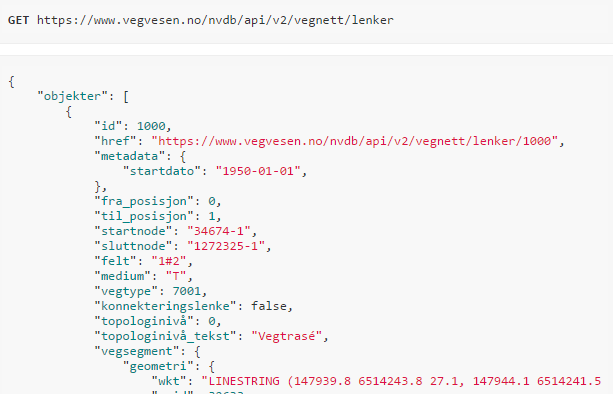 GET https://www.vegvesen.no/nvdb/api/v2/vegnett/lenker
{
    "objekter": [
        {
            "id": 1000,
            "href": "https://www.vegvesen.no/nvdb/api/v2/vegnett/lenker/1000",
            "metadata": {
                "startdato": "1950-01-01",
            },
            "fra_posisjon": 0,
            "til_posisjon": 1,
            "startnode": "34674-1",
            "sluttnode": "1272325-1",
            "felt": "1#2",
            "medium": "T",
            "vegtype": 7001,
            "konnekteringslenke": false,
            "topologinivå": 0,
            "topologinivå_tekst": "Vegtrasé",
            "vegsegment": {
                "geometri": {
                    "wkt": "LINESTRING (147939.8 6514243.8 27.1, 147944.1 6514241.5